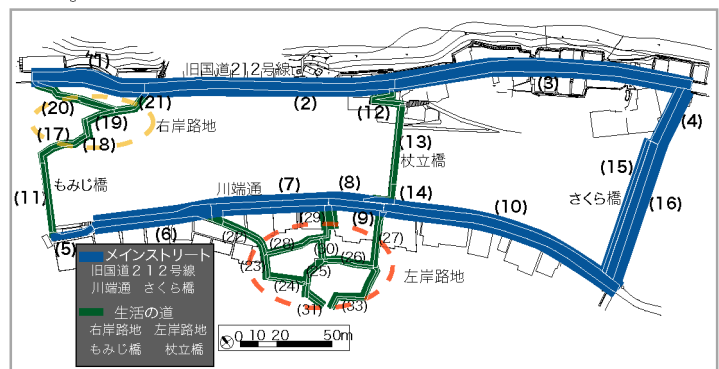 (1)
旧国道212号線
(2)
(3)
(4)
(20)
(21)
(19)
(17)
(18)
右岸路地
(12)
(13)
杖立橋
(11)
もみじ橋
(15)
さくら橋
(16)
川端通
(7)
(8)
(14)
(5)
(6)
(29)
(9)
(10)
(22)
(28)
(30)
(27)
(23)
(25)
(26)
左岸路地
(24)
(31)
(33)
メインストリート
旧国道212号線
川端通 さくら橋
生活の道
右岸路地 左岸路地
もみじ橋 杖立橋
0 10 20 50m